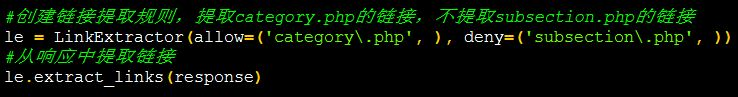 #创建链接提取规则，提取category.php的链接，不提取subsection.php的链接
le = LinkExtractor(allow=('category\.php', ), deny=('subsection\.php', ))
#从响应中提取链接
le.extract_links(response)